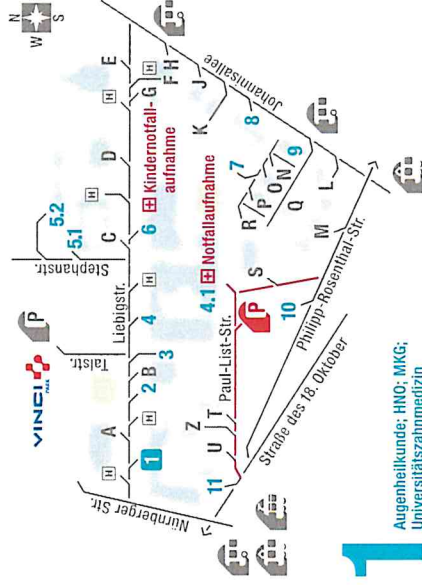 N
W
S
VINCI
PARK
P
Nürnberger Str.
H
1
A
H
2
B
3
Talstr.
4
Liebigstr.
H
Stephanstr.
5.2
5.1
C
6
H
D
H
G
H
E
F
H
Kindernotfall-
aufnahme
J
K
Johannisallee
8
7
R
P
O
N
9
Q
L
M
4.1
Notfallaufnahme
S
P
Paul-List-Str.
10
Philipp-Rosenthal-Str.
Straße des 18. Oktober
T
Z
U
11
1
Augenheilkunde; HNO; MKG;
Universitätszahnmedizin